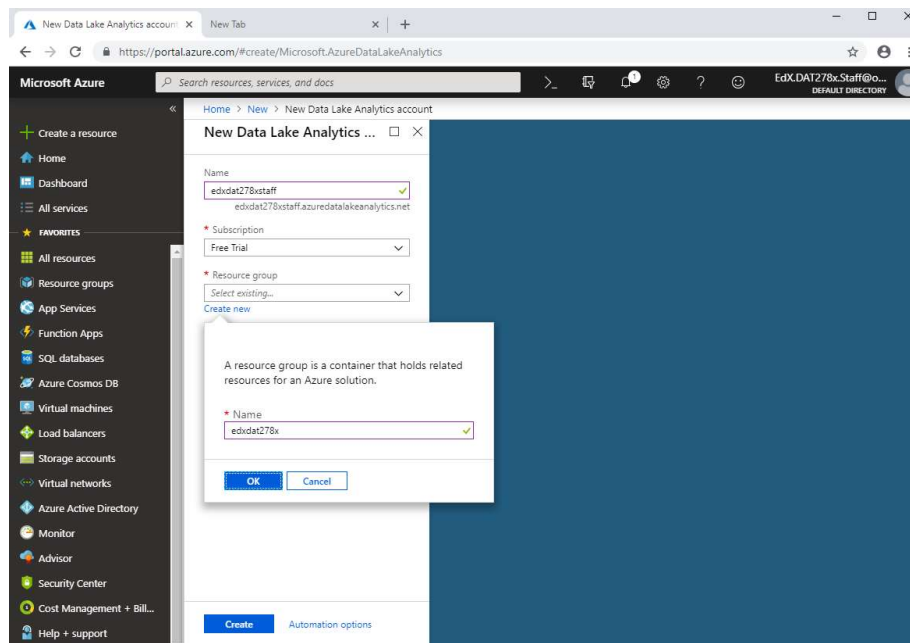 New Data Lake Analytics account
New Tab
https://portal.azure.com/#create/Microsoft.AzureDataLakeAnalytics
Microsoft Azure
Search resources, services, and docs
1
EdX.DAT278x.Staff@o...
DEFAULT DIRECTORY
Home > New > New Data Lake Analytics account
Create a resource
Home
Dashboard
All services
FAVORITES
All resources
Resource groups
App Services
Function Apps
SQL databases
Azure Cosmos DB
Virtual machines
Load balancers
Storage accounts
Virtual networks
Azure Active Directory
Monitor
Advisor
Security Center
Cost Management + Bill...
Help + support
New Data Lake Analytics ...
Name
edxdat278xstaff
edxdat278xstaff.azuredatalakeanalytics.net
* Subscription
Free Trial
* Resource group
Select existing...
Create new
A resource group is a container that holds related
resources for an Azure solution.
* Name
edxdat278x
OK Cancel
Create Automation options